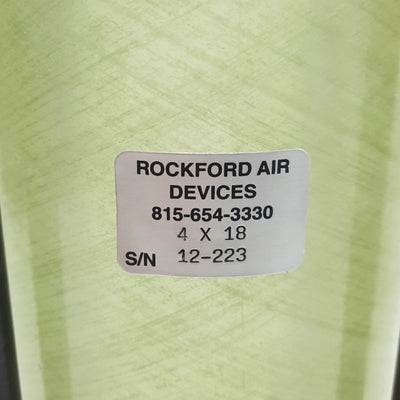 ROCKFORD AIR
DEVICES
815-654-3330
4 X 18
S/N 12-223